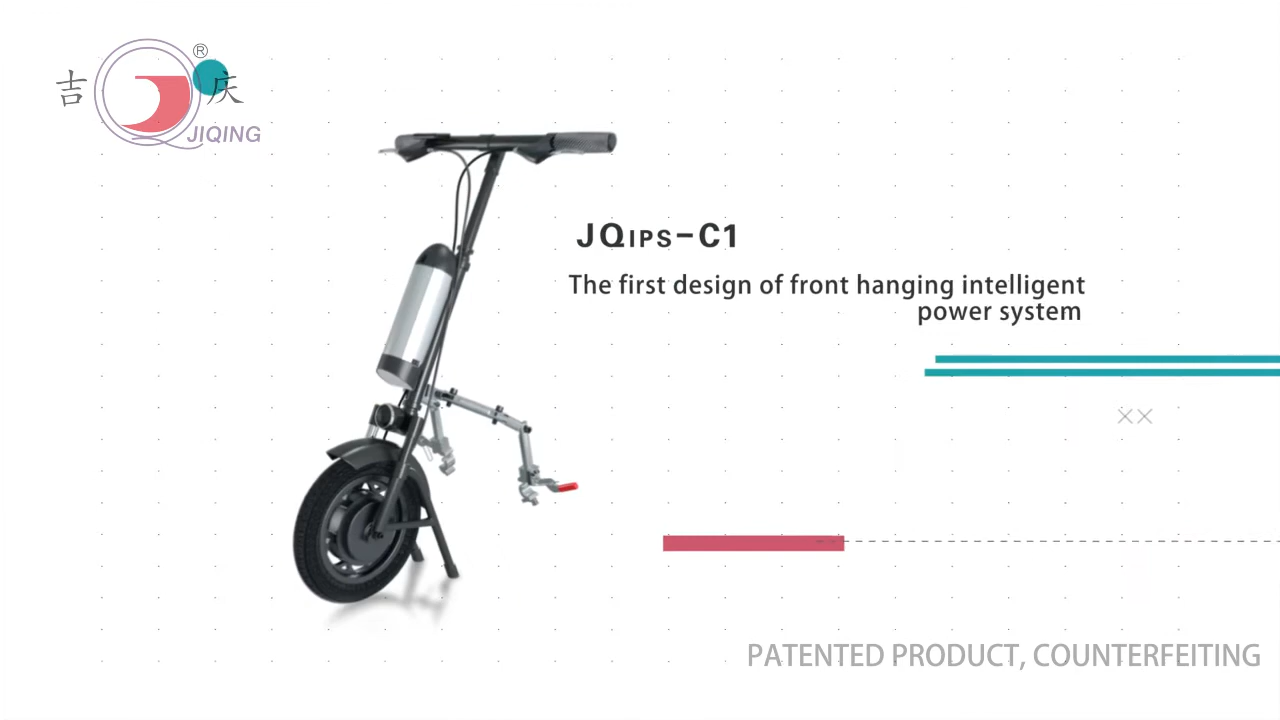 吉 庆
®
JIQING
JQIPS-C1
The first design of front hanging intelligent
power system
PATENTED PRODUCT, COUNTERFEITING